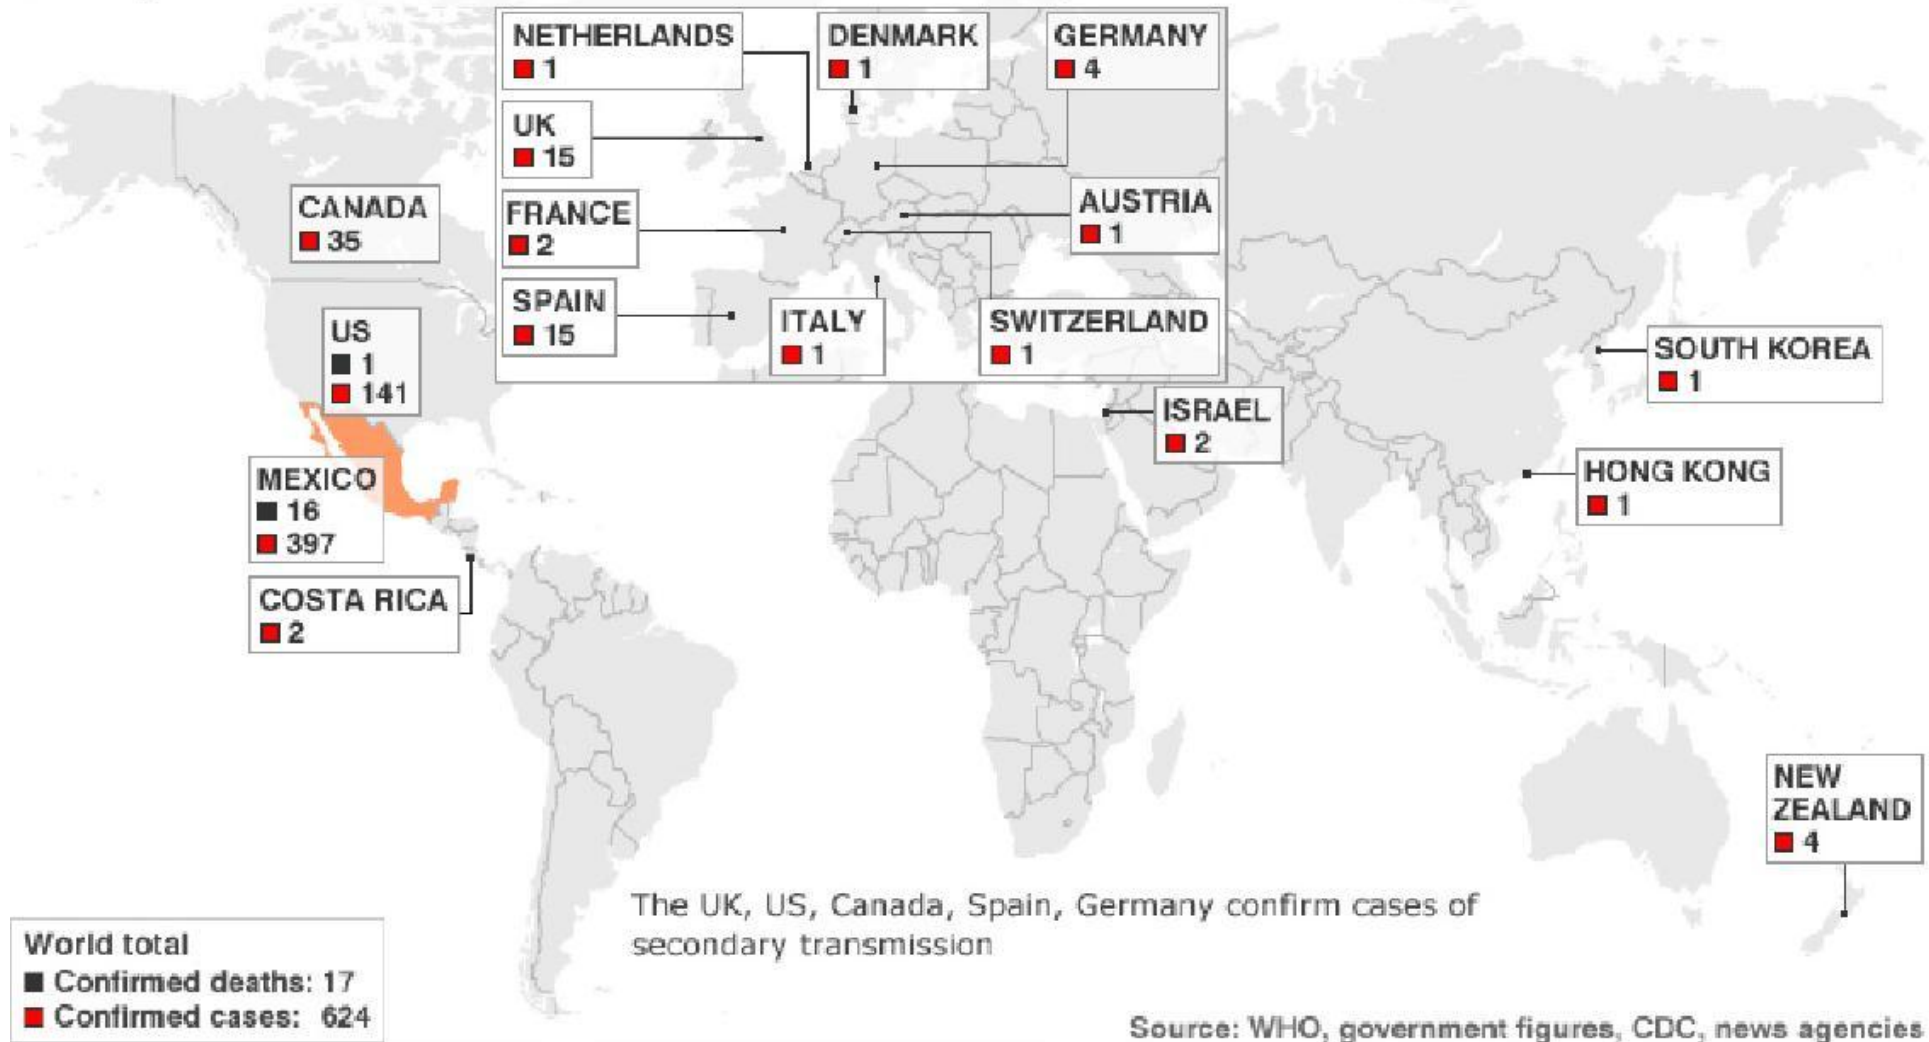 NETHERLANDS
1
DENMARK
1
GERMANY
4
UK
15
CANADA
35
FRANCE
2
AUSTRIA
1
SPAIN
15
ITALY
1
SWITZERLAND
1
US
1
141
SOUTH KOREA
1
ISRAEL
2
MEXICO
16
397
HONG KONG
1
COSTA RICA
2
NEW
ZEALAND
4
The UK, US, Canada, Spain, Germany confirm cases of
secondary transmission
World total
Confirmed deaths: 17
Confirmed cases: 624
Source: WHO, government figures, CDC, news agencies